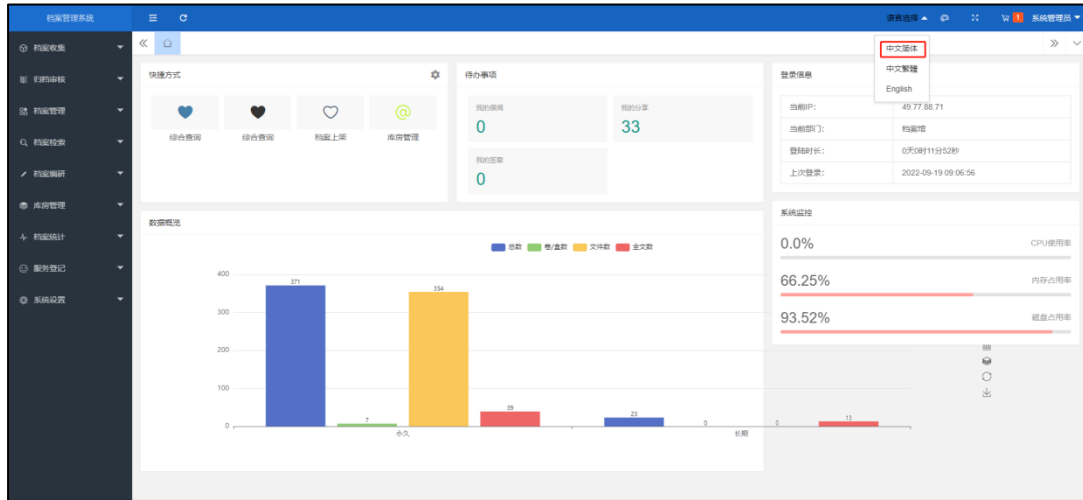 档案管理系统
语言选择
1
系统管理员
中文简体
中文繁體
English
档案收集
归档审核
档案管理
档案检索
档案编研
库房管理
档案统计
服务登记
系统设置
快捷方式
综合查询
综合查询
档案上架
@
库房管理
待办事项
我的借阅
0
我的分享
33
我的签章
0
登录信息
当前IP:
49.77.88.71
当前部门:
档案馆
登陆时长:
0天0时11分52秒
上次登录:
2022-09-19 09:06:56
系统监控
0.0%
CPU使用率
66.25%
内存占用率
93.52%
磁盘占用率
数据概览
总数 卷/盒数 文件数 全文数
400
300
200
100
0
371
7
354
39
23
0
0
13
永久
长期